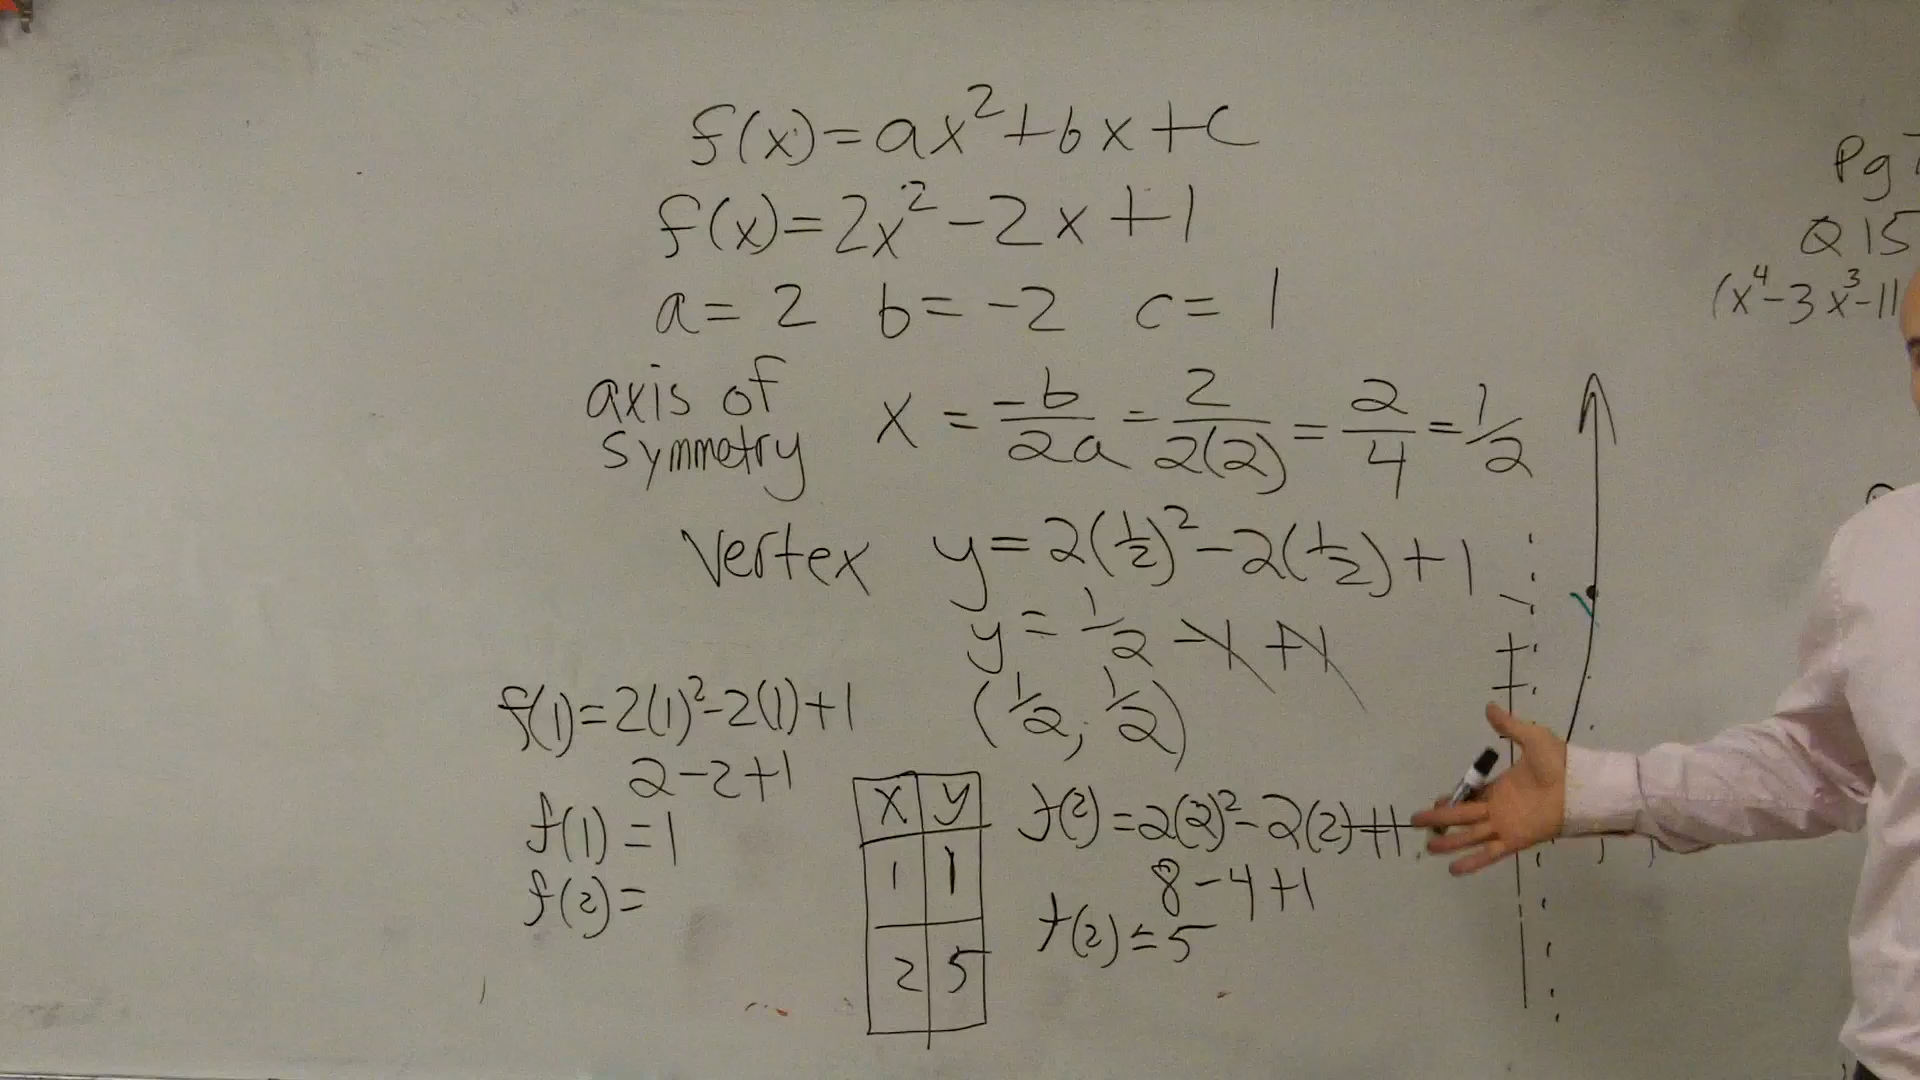 f(x)=ax²+bx+c
f(x)=2x²-2x+1
a=2 b=-2 c=1
axis of symmetry x = -b/2a = 2/2(2) = 2/4 = 1/2
Vertex y=2(1/2)²-2(1/2)+1
y=1/2-1+1
(1/2, 1/2)
f(1)=2(1)²-2(1)+1
2-2+1
f(1)=1
f(2)=
x y
1 1
2 5
f(2)=2(2)²-2(2)+1
8-4+1
f(2)=5
Pg
Q 15
(x⁴-3x³-11